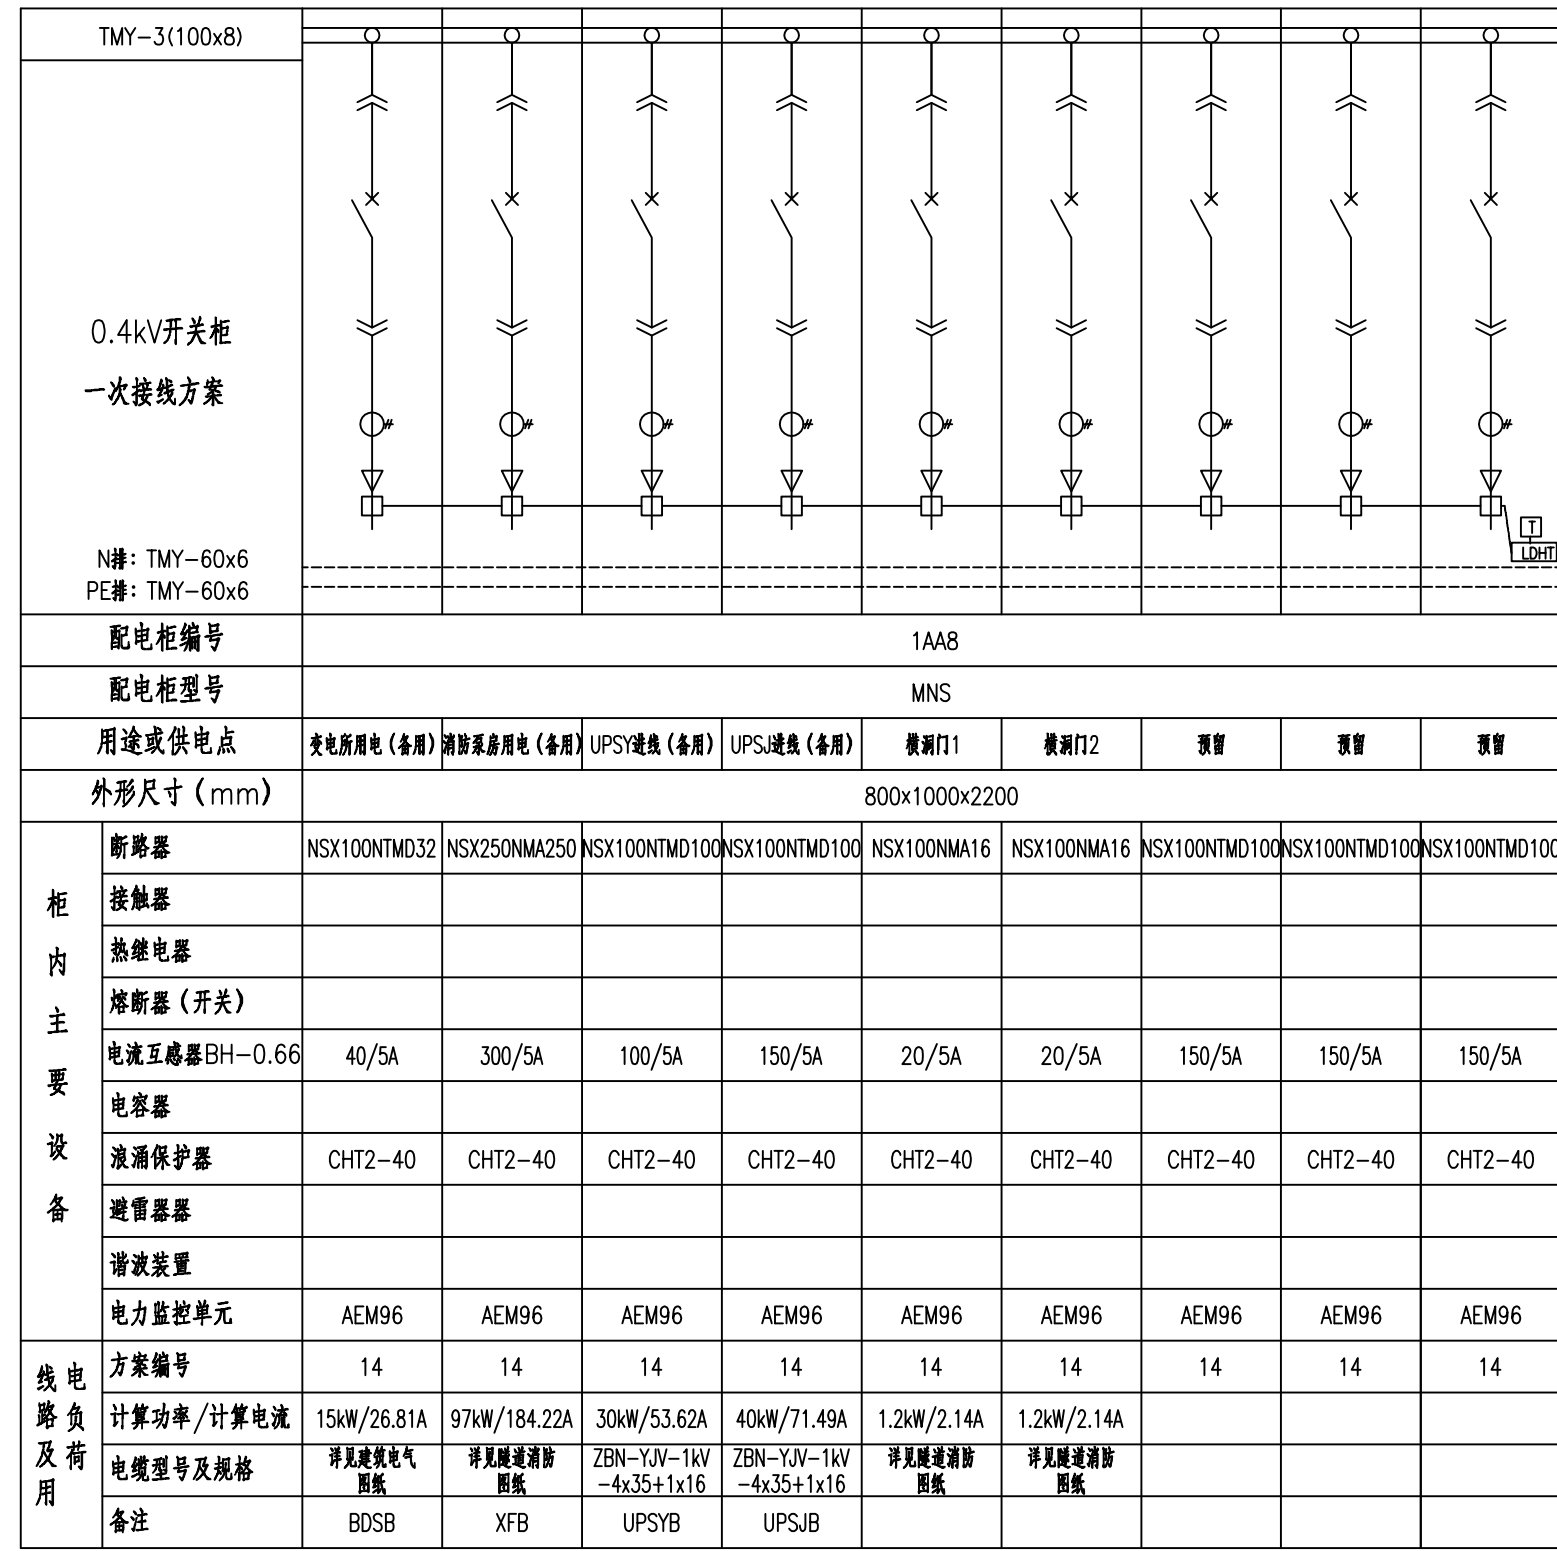 TMY-3(100x8)
0.4kV开关柜
一次接线方案
N排: TMY-60x6
PE排: TMY-60x6
T
LDHT
配电柜编号 1AA8
配电柜型号 MNS
用途或供电点 变电所用电（备用） 消防泵房用电（备用） UPSY进线（备用） UPSJ进线（备用） 横洞门1 横洞门2 预留 预留 预留
外形尺寸（mm） 800x1000x2200
柜内主要设备
断路器 NSX100NTMD32 NSX250NMA250 NSX100NTMD100 NSX100NTMD100 NSX100NMA16 NSX100NMA16 NSX100NTMD100 NSX100NTMD100 NSX100NTMD100
接触器
热继电器
熔断器（开关）
电流互感器BH-0.66 40/5A 300/5A 100/5A 150/5A 20/5A 20/5A 150/5A 150/5A 150/5A
电容器
浪涌保护器 CHT2-40 CHT2-40 CHT2-40 CHT2-40 CHT2-40 CHT2-40 CHT2-40 CHT2-40 CHT2-40
避雷器器
谐波装置
电力监控单元 AEM96 AEM96 AEM96 AEM96 AEM96 AEM96 AEM96 AEM96 AEM96
线路及用
电负荷
方案编号 14 14 14 14 14 14 14 14 14
计算功率/计算电流 15kW/26.81A 97kW/184.22A 30kW/53.62A 40kW/71.49A 1.2kW/2.14A 1.2kW/2.14A
电缆型号及规格 详见建筑电气 详见隧道消防 ZBN-YJV-1kV ZBN-YJV-1kV 详见隧道消防 详见隧道消防
图纸 图纸 -4x35+1x16 -4x35+1x16 图纸 图纸
备注 BDSB XFB UPSYB UPSJB